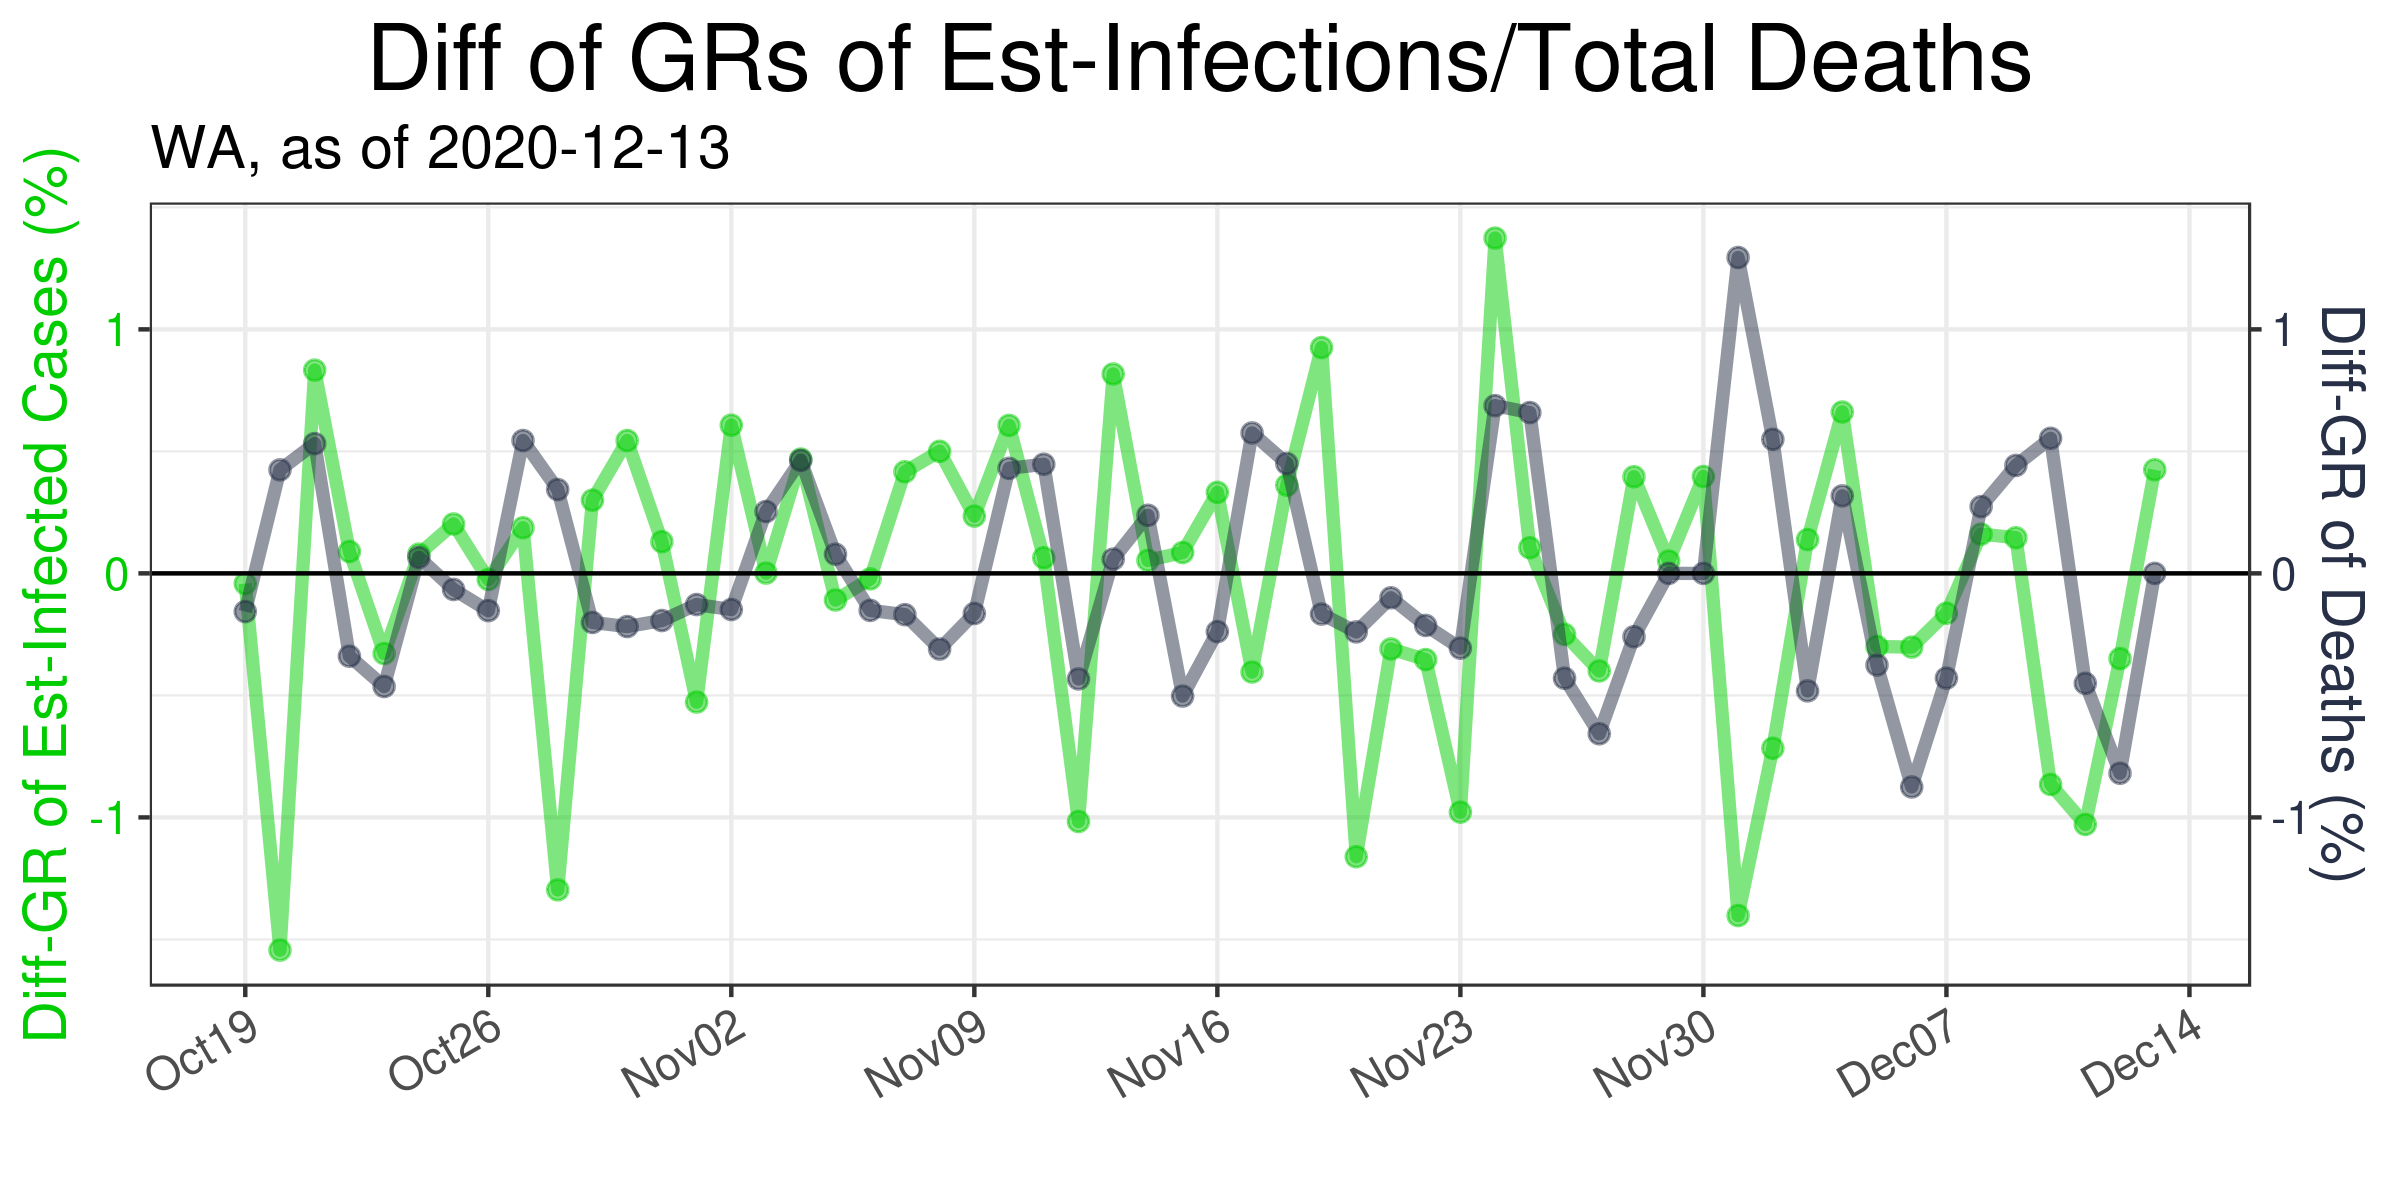 Diff of GRs of Est-Infections/Total Deaths
WA, as of 2020-12-13
Diff-GR of Est-Infected Cases (%)
1
0
-1
1
0
-1
Diff-GR of Deaths (%)
Oct19
Oct26
Nov02
Nov09
Nov16
Nov23
Nov30
Dec07
Dec14